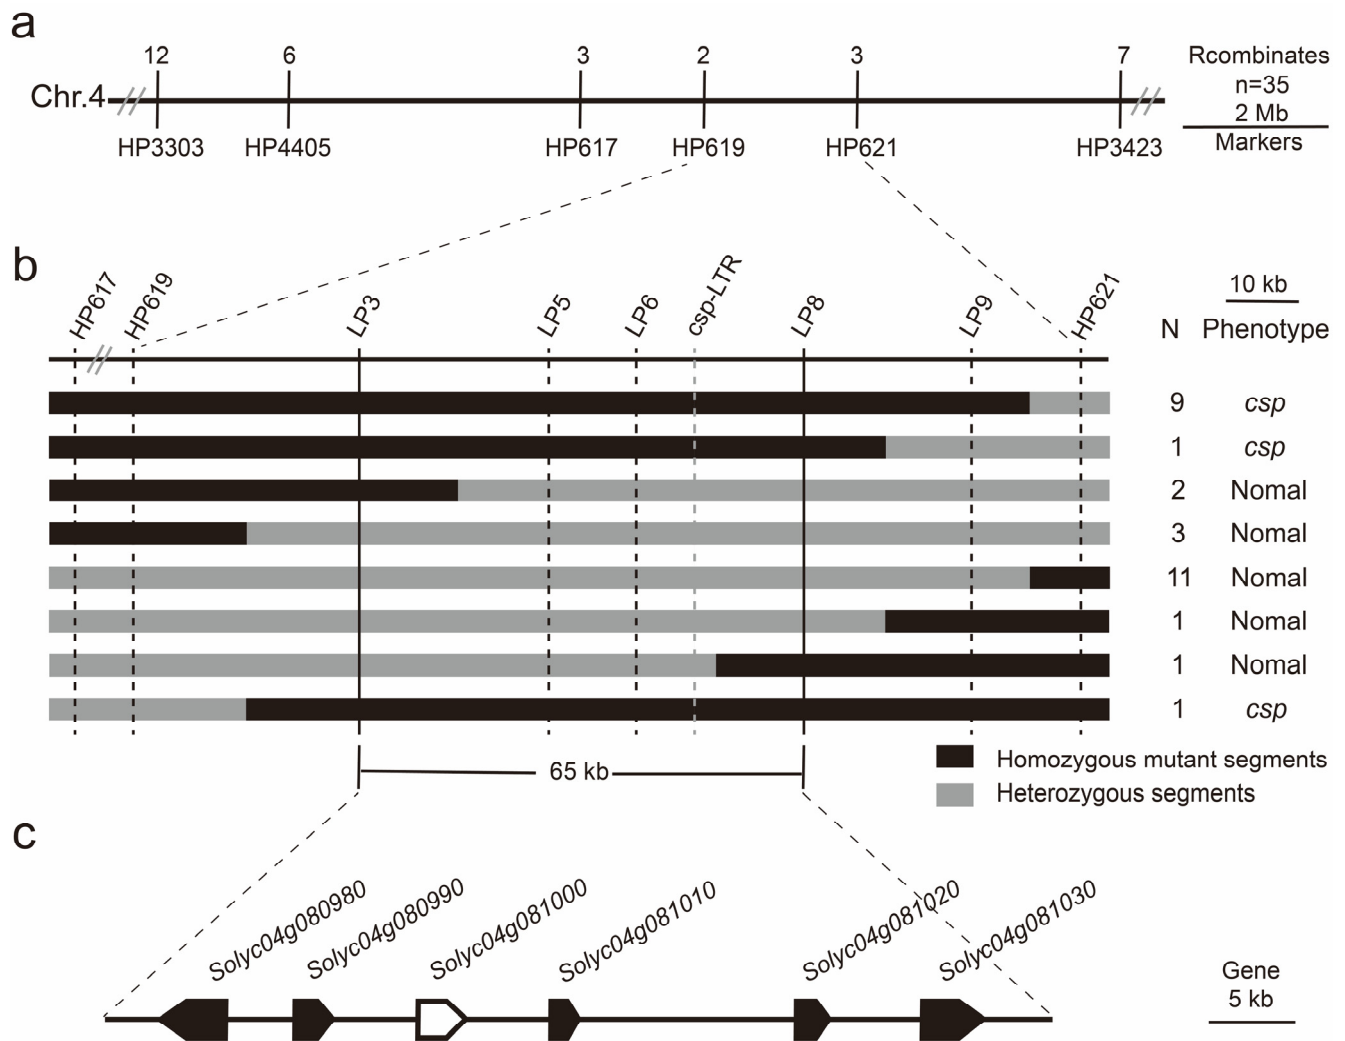 a
12 6 3 2 3 7 Rcombinates
n=35
Chr.4 2 Mb
HP3303 HP4405 HP617 HP619 HP621 HP3423 Markers
b
HP617 HP619 LP3 LP5 LP6 csp-LTR LP8 LP9 HP621 10 kb
N Phenotype
9 csp
1 csp
2 Nomal
3 Nomal
11 Nomal
1 Nomal
1 Nomal
1 csp
65 kb
Homozygous mutant segments
Heterozygous segments
c
Solyc04g080980 Solyc04g080990 Solyc04g081000 Solyc04g081010 Solyc04g081020 Solyc04g081030
Gene
5 kb